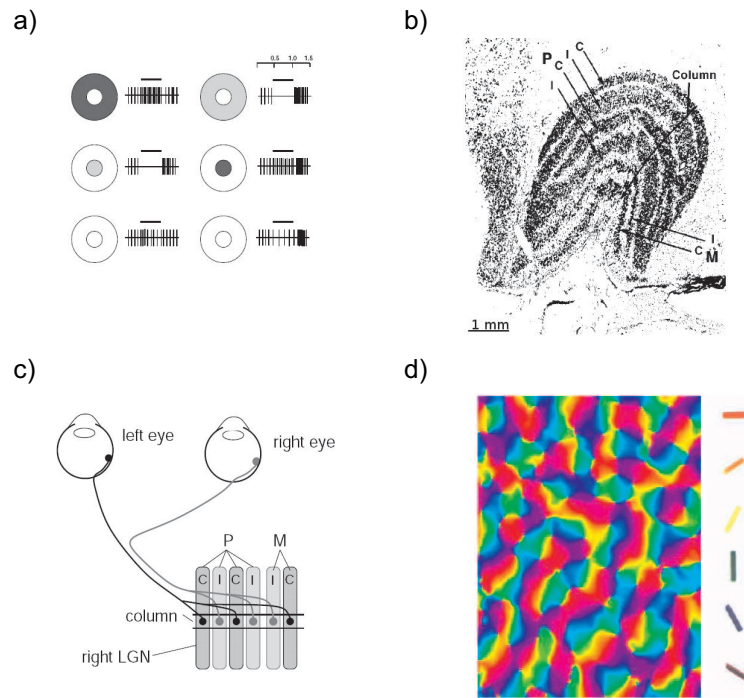 a)
0.5 1.0 1.5
b)
P C I C
I
Column
I
C M
1 mm
c)
left eye
right eye
P M
C I C I I C
column
right LGN
d)